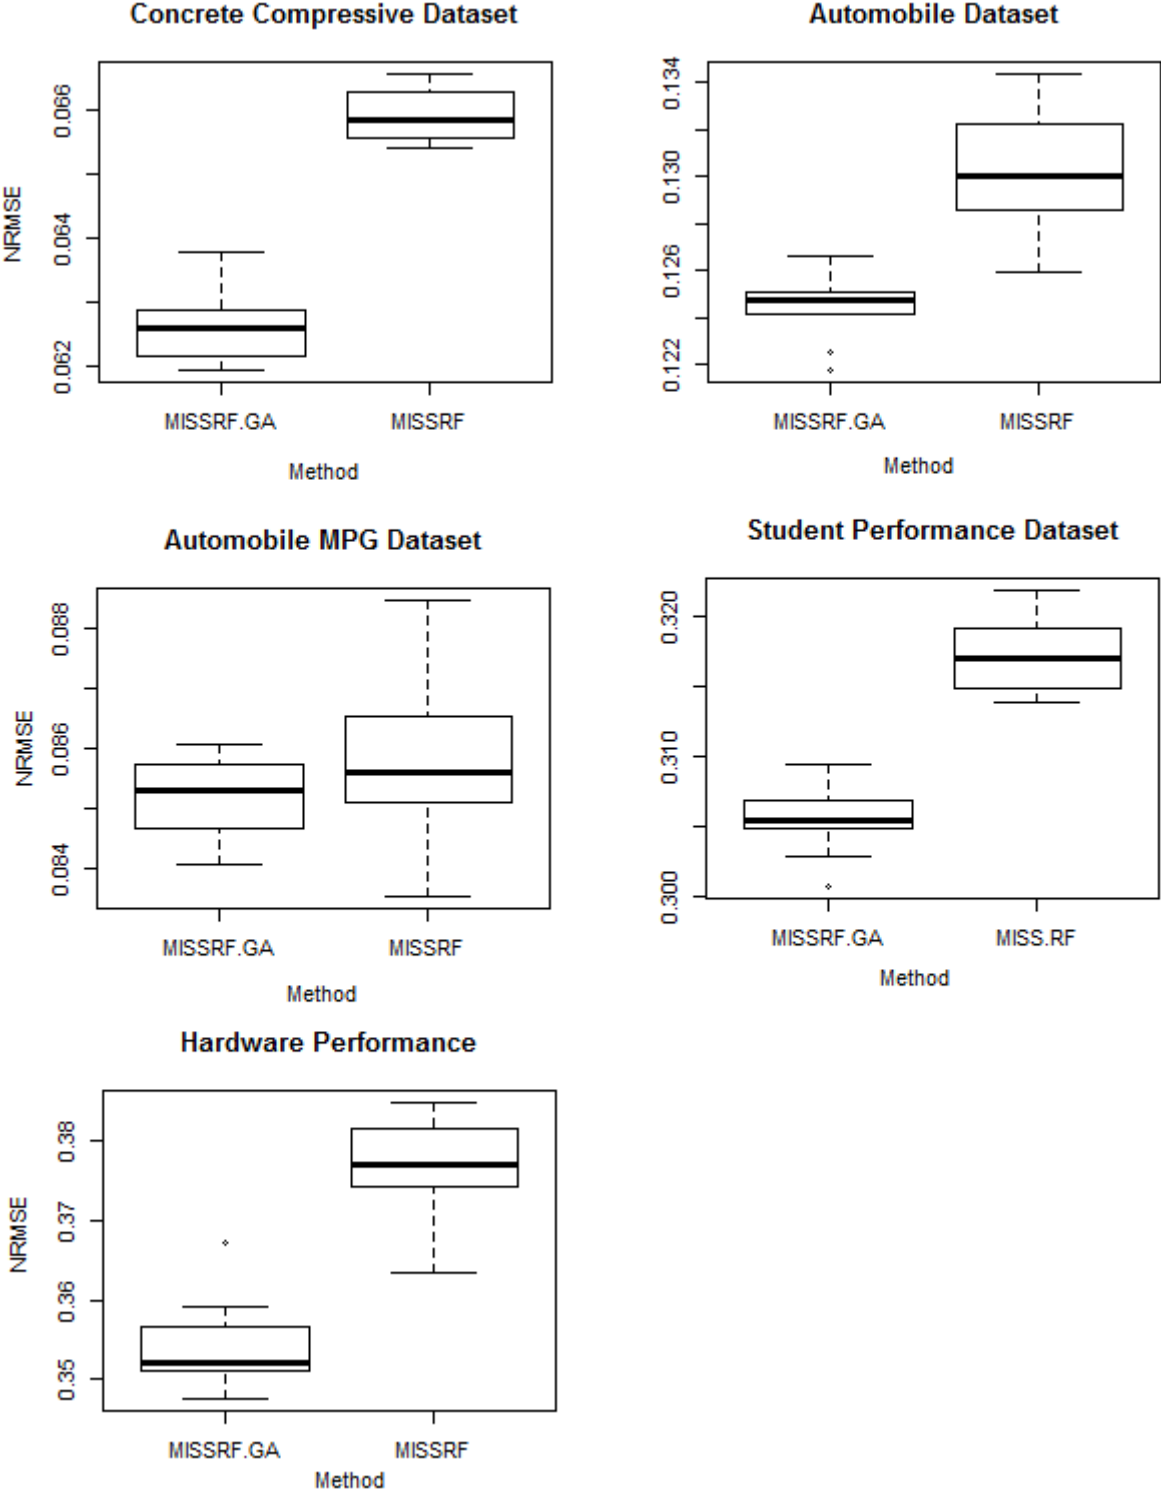 Concrete Compressive Dataset
NRMSE
0.066
0.064
0.062
MISSRF.GA MISSRF
Method
Automobile Dataset
0.134
0.130
0.126
0.122
MISSRF.GA MISSRF
Method
Automobile MPG Dataset
NRMSE
0.088
0.086
0.084
MISSRF.GA MISSRF
Method
Student Performance Dataset
0.320
0.310
0.300
MISSRF.GA MISS.RF
Method
Hardware Performance
NRMSE
0.38
0.37
0.36
0.35
MISSRF.GA MISSRF
Method